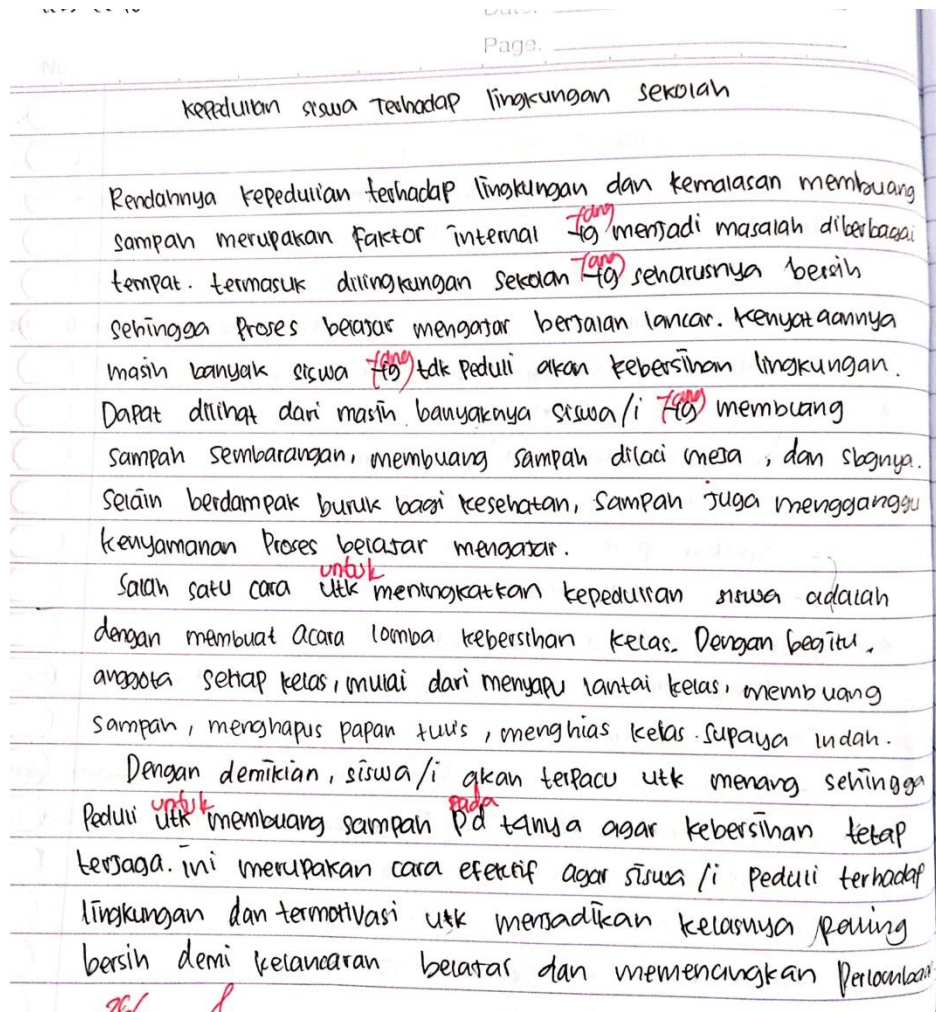 Page.
No
Kepedulian siswa Terhadap lingkungan sekolah
Rendahnya kepedulian terhadap lingkungan dan kemalasan membuang
sampah merupakan faktor internal yg yang menjadi masalah diberbagai
tempat. termasuk dilingkungan sekolah yg yang seharusnya bersih
sehingga proses belajar mengajar berjalan lancar. Kenyataannya
masih banyak siswa yg yang tdk peduli akan kebersihan lingkungan.
Dapat dilihat dari masih banyaknya siswa/i yg yang membuang
sampah sembarangan, membuang sampah dilaci meja, dan sbgnya.
Selain berdampak buruk bagi kesehatan, sampah juga mengganggu
kenyamanan proses belajar mengajar.
Salah satu cara utk untuk meningkatkan kepedulian siswa adalah
dengan membuat acara lomba kebersihan kelas. Dengan begitu,
anggota setiap kelas, mulai dari menyapu lantai kelas, membuang
sampah, menghapus papan tulis, menghias kelas. supaya indah.
Dengan demikian, siswa/i akan terpacu utk menang sehingga
Peduli utk untuk membuang sampah pd pada tmnya agar kebersihan tetap
terjaga. ini merupakan cara efektif agar siswa/i peduli terhadap
lingkungan dan termotivasi utk menjadikan kelasnya paling
bersih demi kelancaran belajar dan memenangkan